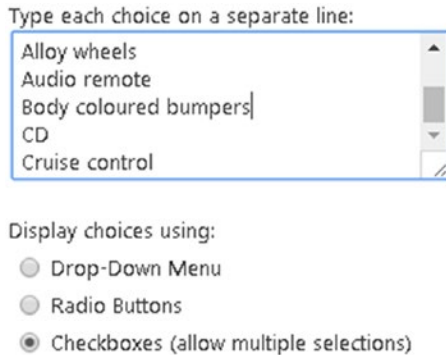 Type each choice on a separate line:
Alloy wheels
Audio remote
Body coloured bumpers
CD
Cruise control
Display choices using:
Drop-Down Menu
Radio Buttons
Checkboxes (allow multiple selections)